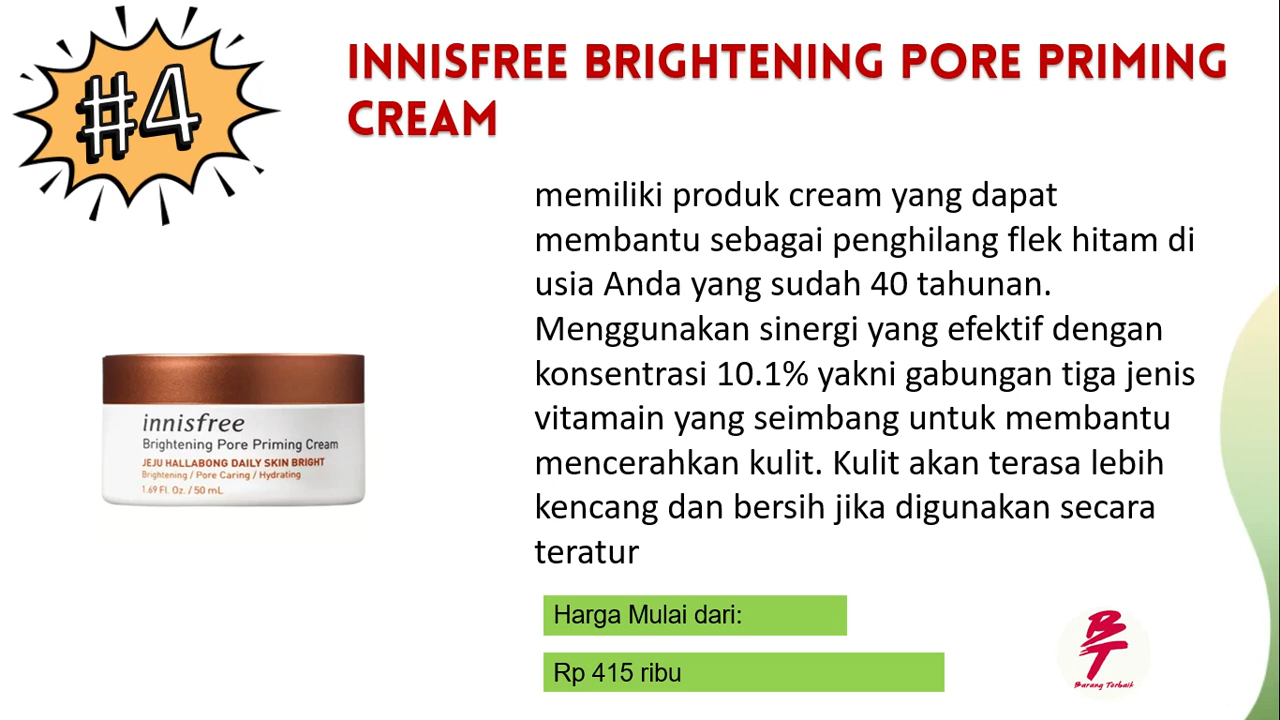 #4
INNISFREE BRIGHTENING PORE PRIMING
CREAM
memiliki produk cream yang dapat
membantu sebagai penghilang flek hitam di
usia Anda yang sudah 40 tahunan.
Menggunakan sinergi yang efektif dengan
konsentrasi 10.1% yakni gabungan tiga jenis
vitamain yang seimbang untuk membantu
mencerahkan kulit. Kulit akan terasa lebih
kencang dan bersih jika digunakan secara
teratur
innisfree
Brightening Pore Priming Cream
JEJU HALLABONG DAILY SKIN BRIGHT
Brightening / Pore Caring / Hydrating
1.69 Fl. Oz. / 50 mL
Harga Mulai dari:
Rp 415 ribu
BT
Barang Terbaik